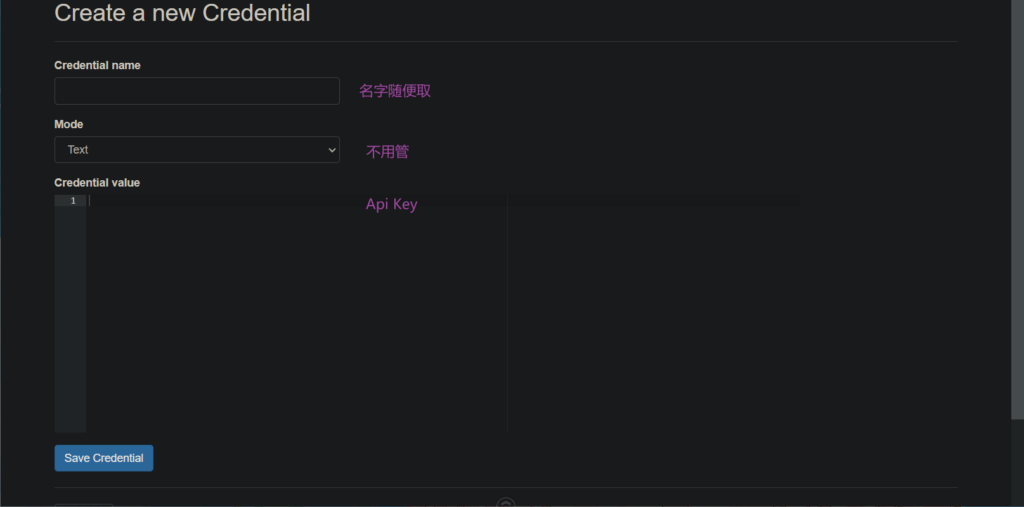 Create a new Credential
Credential name
名字随便取
Mode
Text
不用管
Credential value
1
Api Key
Save Credential